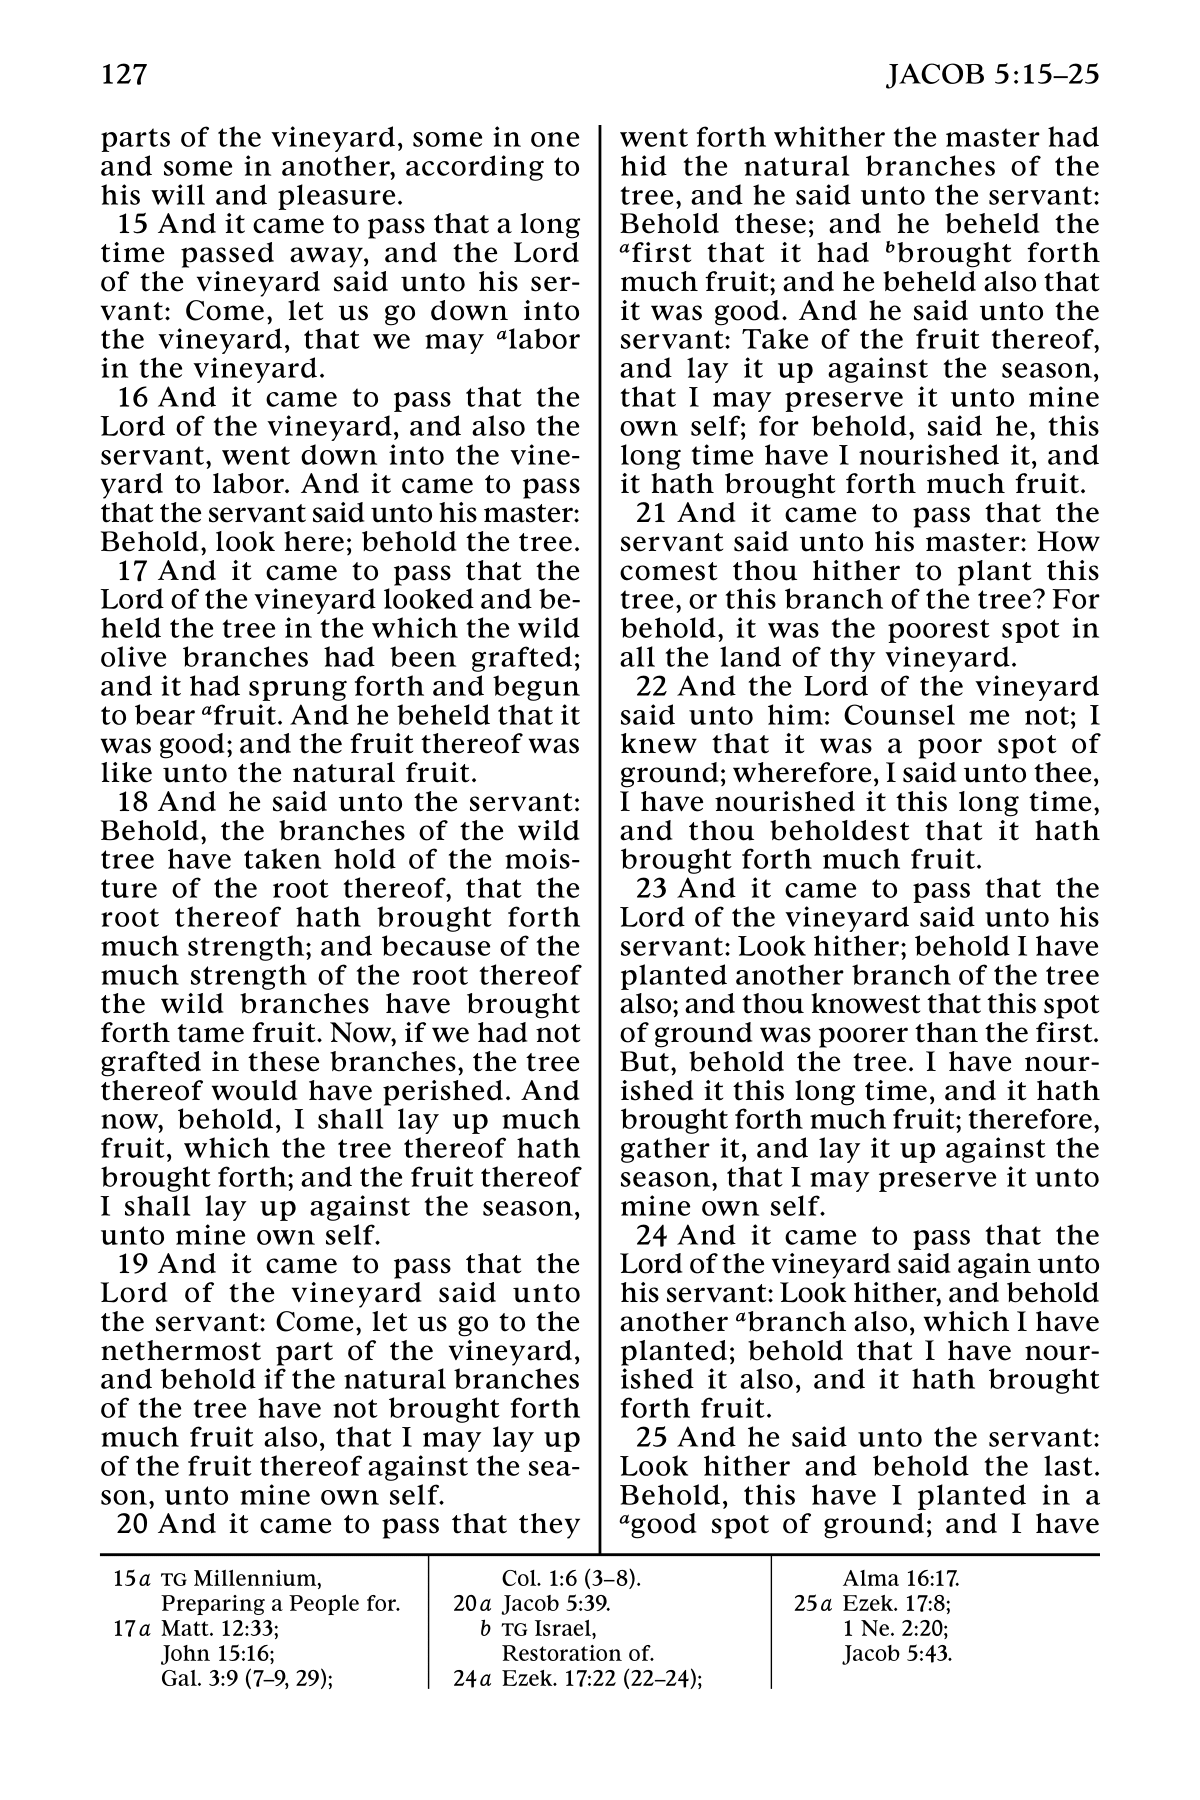 127
JACOB 5:15–25
parts of the vineyard, some in one
and some in another, according to
his will and pleasure.
15 And it came to pass that a long
time passed away, and the Lord
of the vineyard said unto his ser-
vant: Come, let us go down into
the vineyard, that we may alabor
in the vineyard.
16 And it came to pass that the
Lord of the vineyard, and also the
servant, went down into the vine-
yard to labor. And it came to pass
that the servant said unto his master:
Behold, look here; behold the tree.
17 And it came to pass that the
Lord of the vineyard looked and be-
held the tree in the which the wild
olive branches had been grafted;
and it had sprung forth and begun
to bear afruit. And he beheld that it
was good; and the fruit thereof was
like unto the natural fruit.
18 And he said unto the servant:
Behold, the branches of the wild
tree have taken hold of the mois-
ture of the root thereof, that the
root thereof hath brought forth
much strength; and because of the
much strength of the root thereof
the wild branches have brought
forth tame fruit. Now, if we had not
grafted in these branches, the tree
thereof would have perished. And
now, behold, I shall lay up much
fruit, which the tree thereof hath
brought forth; and the fruit thereof
I shall lay up against the season,
unto mine own self.
19 And it came to pass that the
Lord of the vineyard said unto
the servant: Come, let us go to the
nethermost part of the vineyard,
and behold if the natural branches
of the tree have not brought forth
much fruit also, that I may lay up
of the fruit thereof against the sea-
son, unto mine own self.
20 And it came to pass that they
went forth whither the master had
hid the natural branches of the
tree, and he said unto the servant:
Behold these; and he beheld the
afirst that it had bbrought forth
much fruit; and he beheld also that
it was good. And he said unto the
servant: Take of the fruit thereof,
and lay it up against the season,
that I may preserve it unto mine
own self; for behold, said he, this
long time have I nourished it, and
it hath brought forth much fruit.
21 And it came to pass that the
servant said unto his master: How
comest thou hither to plant this
tree, or this branch of the tree? For
behold, it was the poorest spot in
all the land of thy vineyard.
22 And the Lord of the vineyard
said unto him: Counsel me not; I
knew that it was a poor spot of
ground; wherefore, I said unto thee,
I have nourished it this long time,
and thou beholdest that it hath
brought forth much fruit.
23 And it came to pass that the
Lord of the vineyard said unto his
servant: Look hither; behold I have
planted another branch of the tree
also; and thou knowest that this spot
of ground was poorer than the first.
But, behold the tree. I have nour-
ished it this long time, and it hath
brought forth much fruit; therefore,
gather it, and lay it up against the
season, that I may preserve it unto
mine own self.
24 And it came to pass that the
Lord of the vineyard said again unto
his servant: Look hither, and behold
another abranch also, which I have
planted; behold that I have nour-
ished it also, and it hath brought
forth fruit.
25 And he said unto the servant:
Look hither and behold the last.
Behold, this have I planted in a
agood spot of ground; and I have
15a TG Millennium,
Preparing a People for.
17a Matt. 12:33;
John 15:16;
Gal. 3:9 (7–9, 29);
Col. 1:6 (3–8).
20a Jacob 5:39.
b TG Israel,
Restoration of.
24a Ezek. 17:22 (22–24);
Alma 16:17.
25a Ezek. 17:8;
1 Ne. 2:20;
Jacob 5:43.